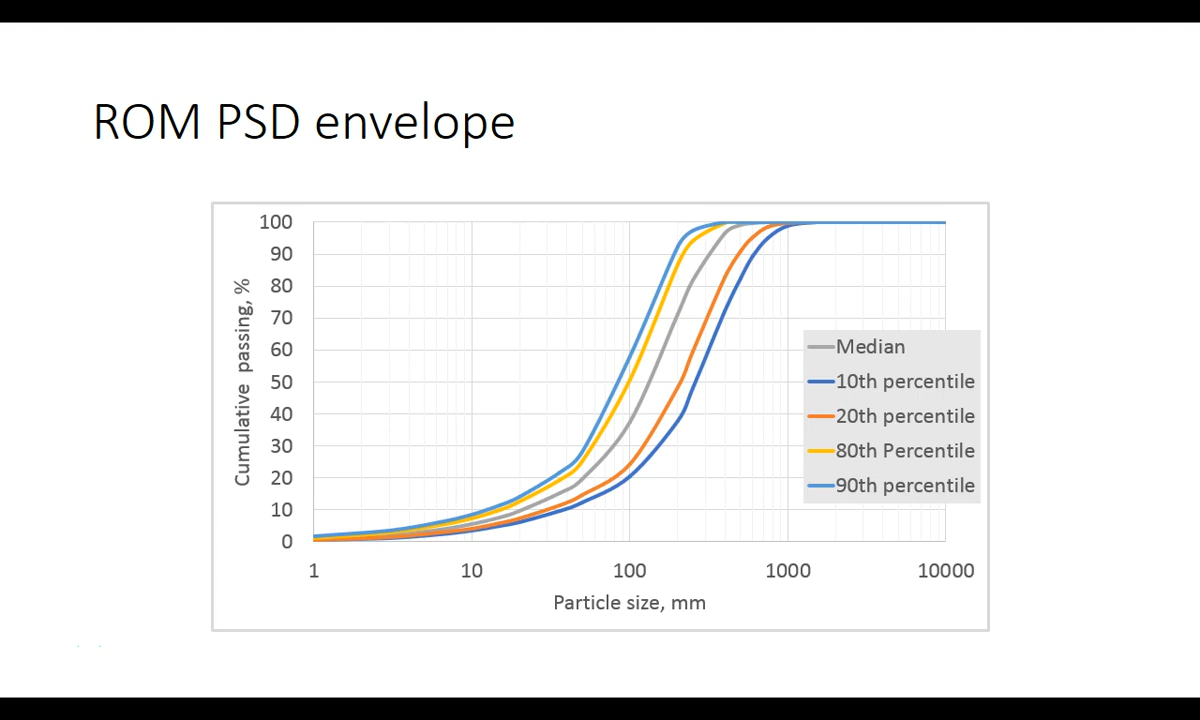 ROM PSD envelope
100
90
80
70
60
50
40
30
20
10
0
Cumulative passing, %
1 10 100 1000 10000
Particle size, mm
Median
10th percentile
20th percentile
80th Percentile
90th percentile